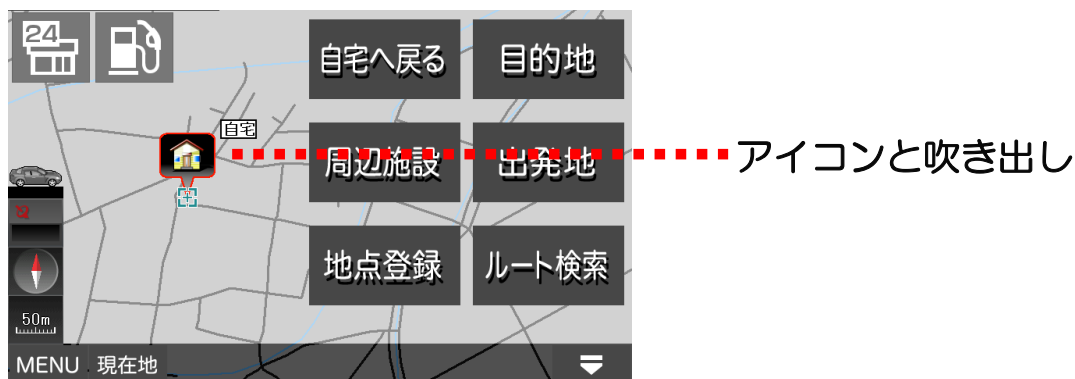 24
自宅へ戻る
目的地
自宅
周辺施設
出発地
アイコンと吹き出し
地点登録
ルート検索
50m
MENU
現在地